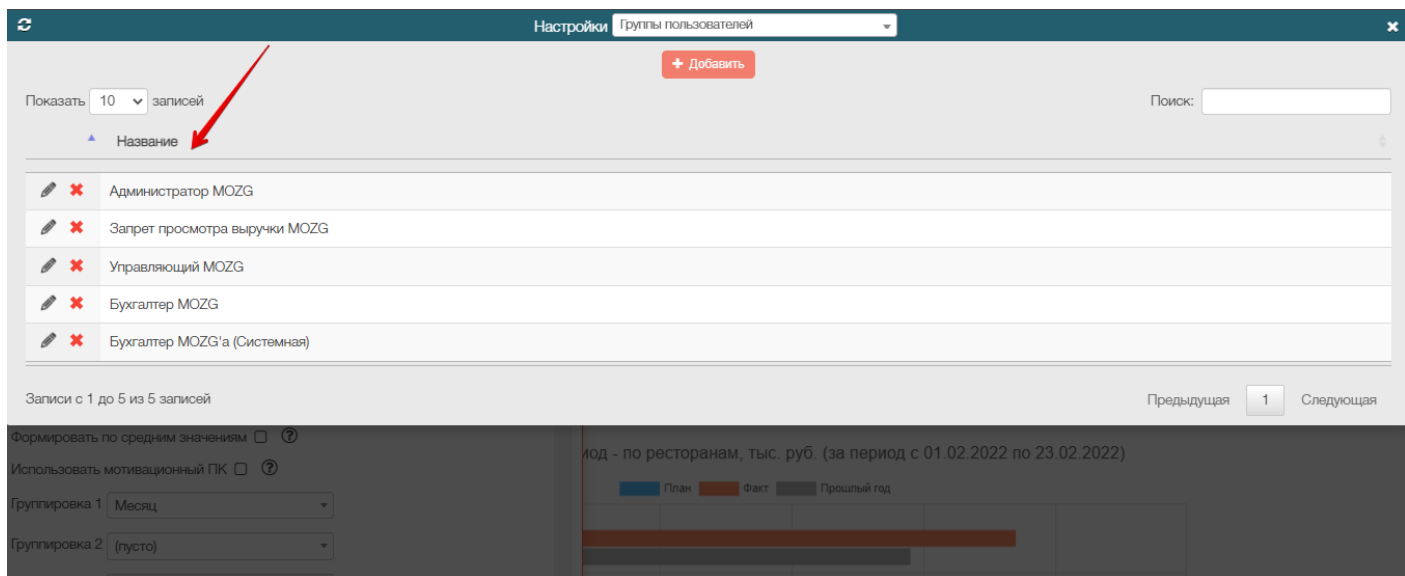 Настройки Группы пользователей
+ Добавить
Показать 10 записей Поиск:
Название
Администратор MOZG
Запрет просмотра выручки MOZG
Управляющий MOZG
Бухгалтер MOZG
Бухгалтер MOZG'а (Системная)
Записи с 1 до 5 из 5 записей Предыдущая 1 Следующая
Формировать по средним значениям ?
иод - по ресторанам, тыс. руб. (за период с 01.02.2022 по 23.02.2022)
Использовать мотивационный ПК ?
План Факт Прошлый год
Группировка 1 Месяц
Группировка 2 (пусто)